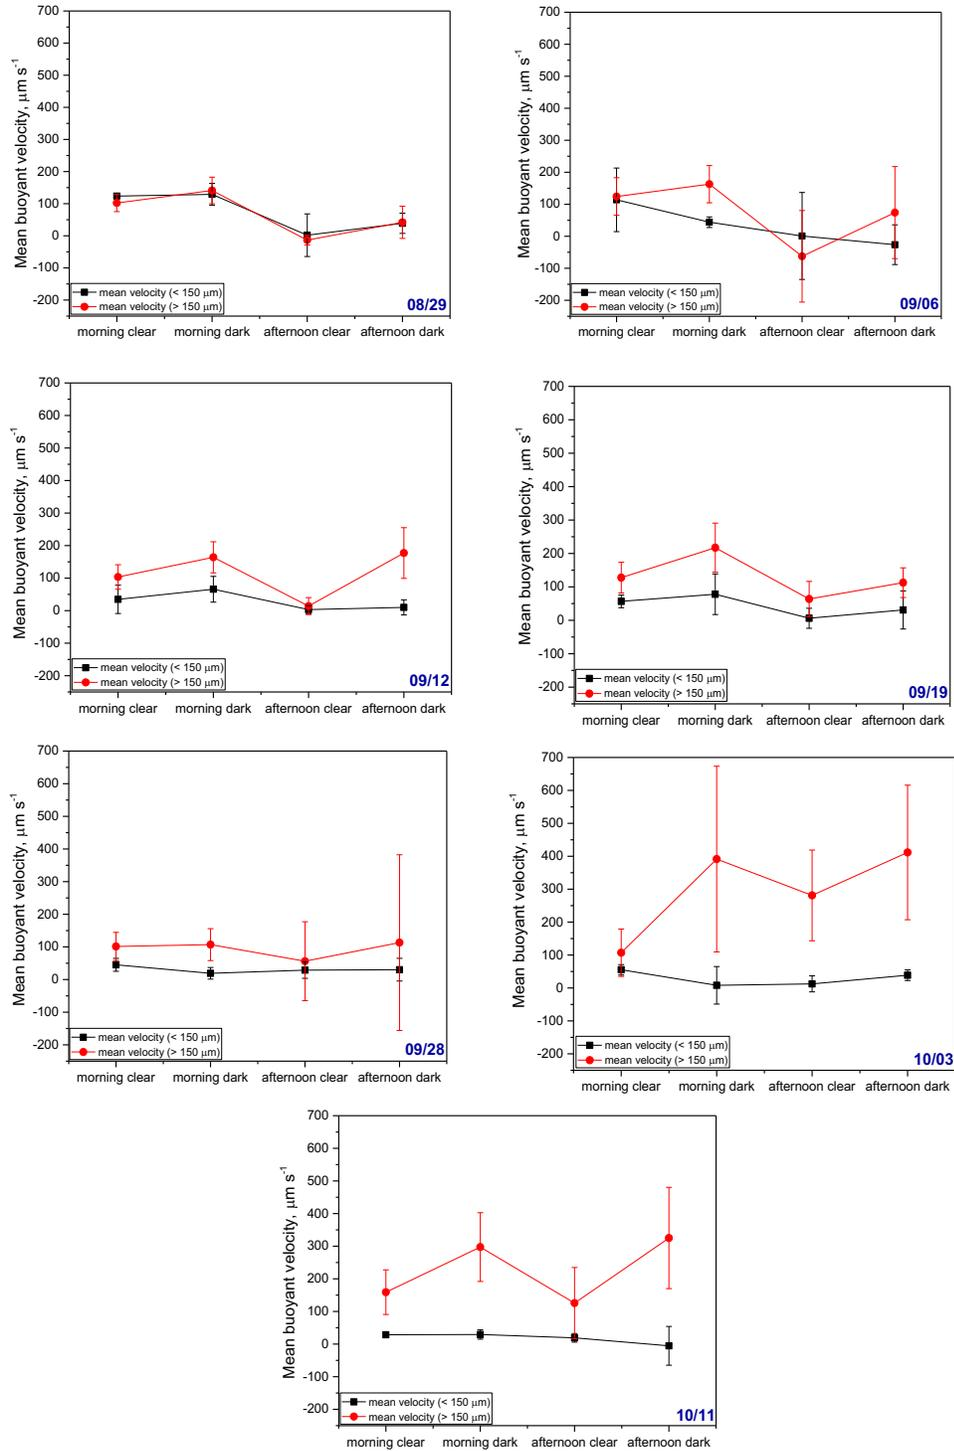 700
600
500
400
300
200
100
0
-100
-200
Mean buoyant velocity, μm s-1
mean velocity (< 150 μm)
mean velocity (> 150 μm)
08/29
morning clear morning dark afternoon clear afternoon dark
700
600
500
400
300
200
100
0
-100
-200
Mean buoyant velocity, μm s-1
mean velocity (< 150 μm)
mean velocity (> 150 μm)
09/06
morning clear morning dark afternoon clear afternoon dark
700
600
500
400
300
200
100
0
-100
-200
Mean buoyant velocity, μm s-1
mean velocity (< 150 μm)
mean velocity (> 150 μm)
09/12
morning clear morning dark afternoon clear afternoon dark
700
600
500
400
300
200
100
0
-100
-200
Mean buoyant velocity, μm s-1
mean velocity (< 150 μm)
mean velocity (> 150 μm)
09/19
morning clear morning dark afternoon clear afternoon dark
700
600
500
400
300
200
100
0
-100
-200
Mean buoyant velocity, μm s-1
mean velocity (< 150 μm)
mean velocity (> 150 μm)
09/28
morning clear morning dark afternoon clear afternoon dark
700
600
500
400
300
200
100
0
-100
-200
Mean buoyant velocity, μm s-1
mean velocity (< 150 μm)
mean velocity (> 150 μm)
10/03
morning clear morning dark afternoon clear afternoon dark
700
600
500
400
300
200
100
0
-100
-200
Mean buoyant velocity, μm s-1
mean velocity (< 150 μm)
mean velocity (> 150 μm)
10/11
morning clear morning dark afternoon clear afternoon dark